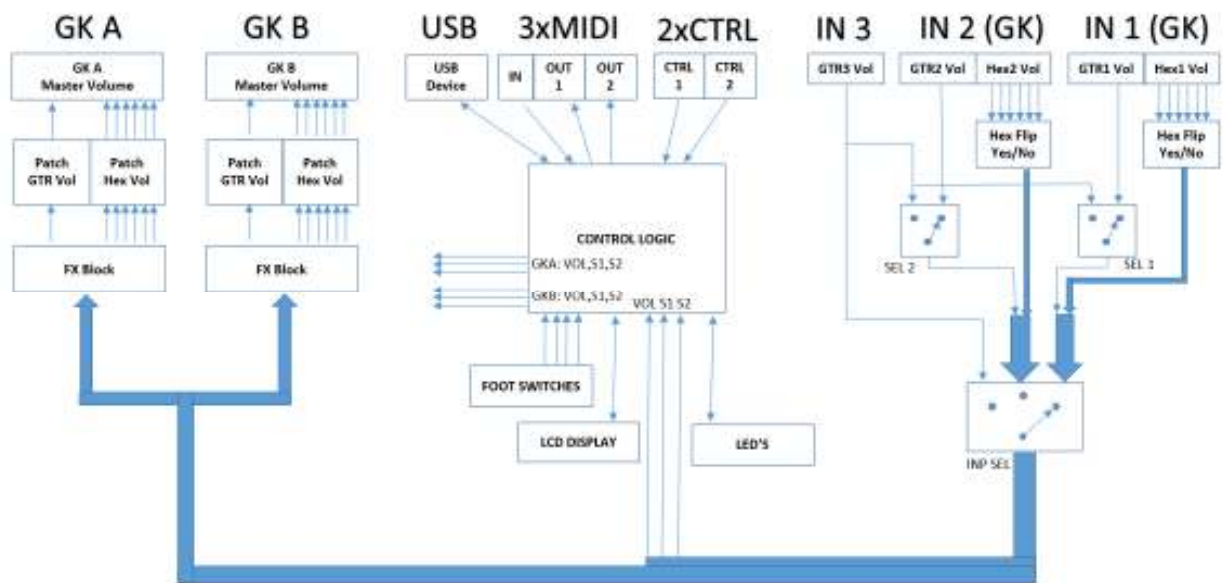 GK A
GK B
USB
3xMIDI
2xCTRL
IN 3
IN 2 (GK)
IN 1 (GK)
GK A
Master Volume
GK B
Master Volume
USB
Device
IN
OUT
1
OUT
2
CTRL
1
CTRL
2
GTR3 Vol
GTR2 Vol
Hex2 Vol
GTR1 Vol
Hex1 Vol
Hex Flip
Yes/No
Hex Flip
Yes/No
Patch
GTR Vol
Patch
Hex Vol
Patch
GTR Vol
Patch
Hex Vol
FX Block
FX Block
CONTROL LOGIC
GKA: VOL,S1,S2
GKB: VOL,S1,S2
VOL S1 S2
SEL 2
SEL 1
FOOT SWITCHES
LCD DISPLAY
LED'S
INP SEL